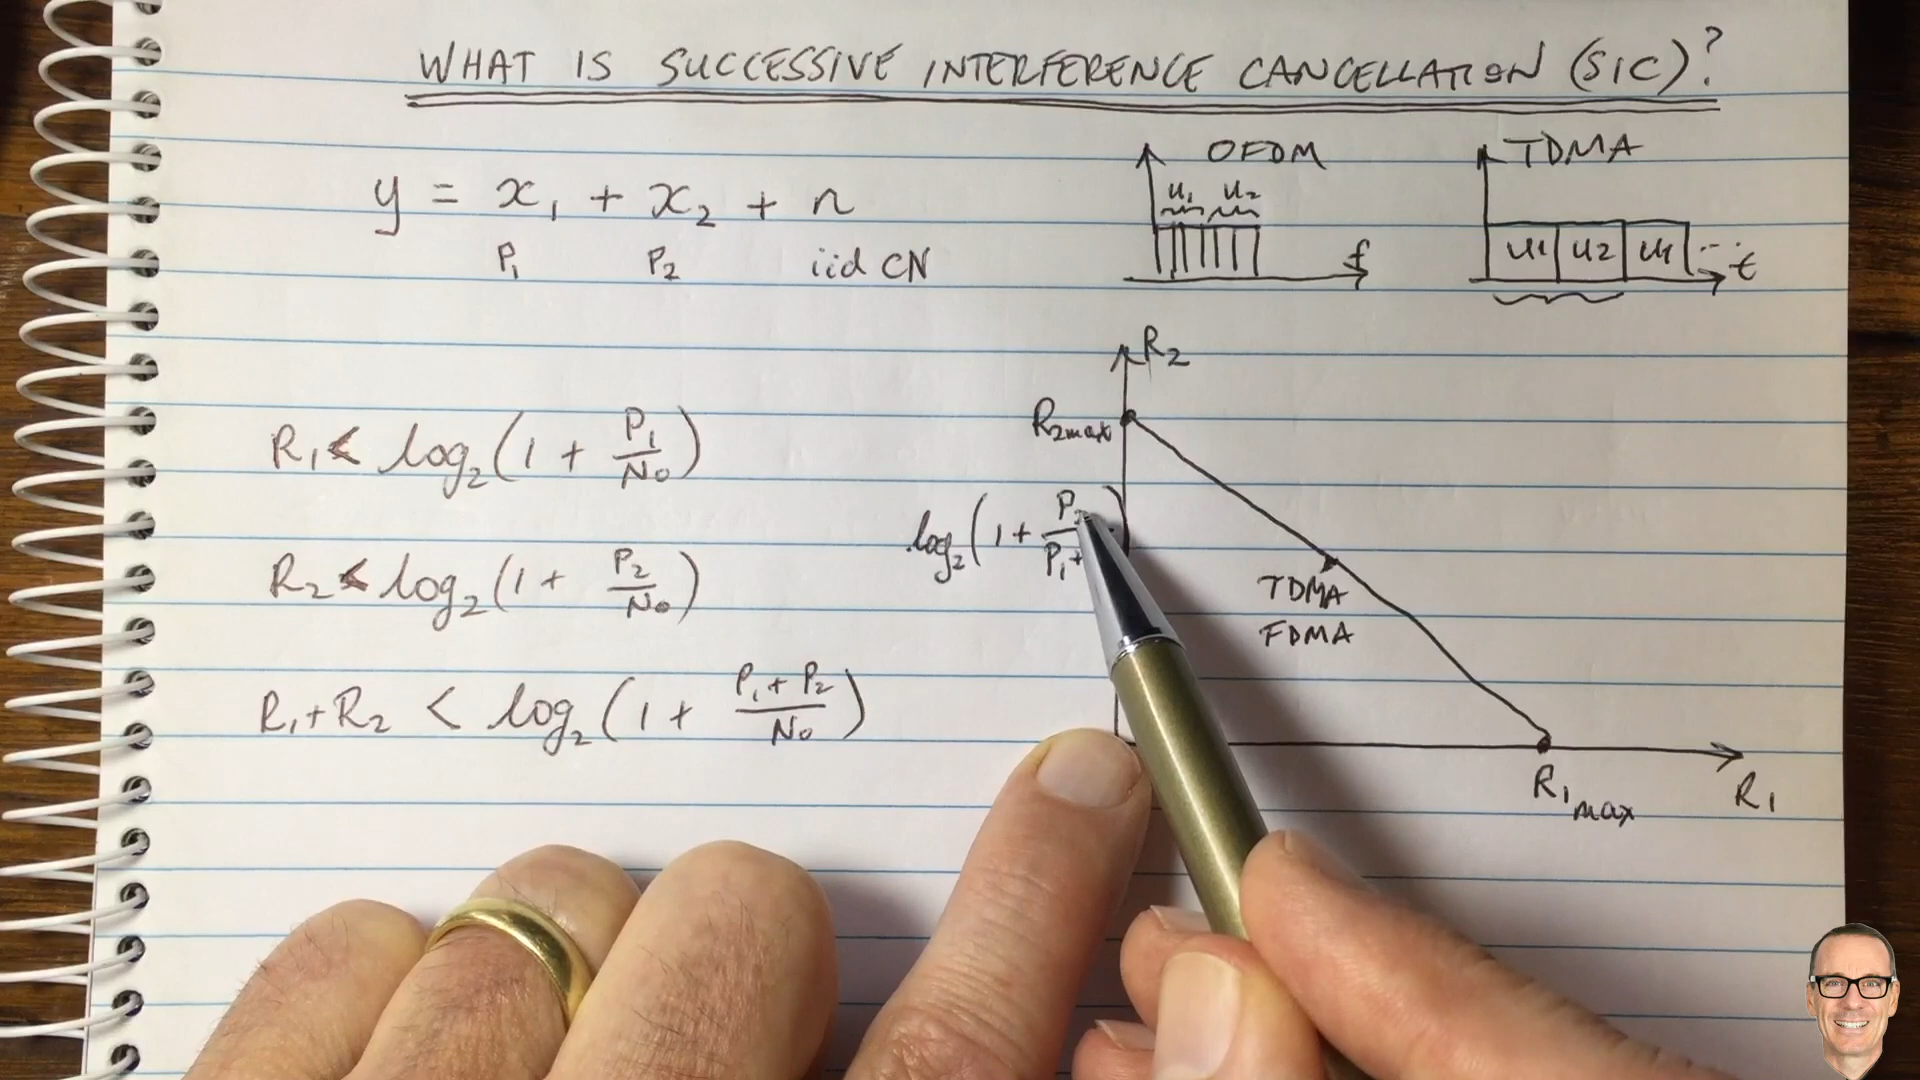 WHAT IS SUCCESSIVE INTERFERENCE CANCELLATION (SIC)?
y = x₁ + x₂ + n
P₁ P₂ iid CN
OFDM
u₁ u₂
f
TDMA
u1 u2 u1 ...
t
R₁ < log₂(1 + P₁/N₀)
R₂ < log₂(1 + P₂/N₀)
R₁+R₂ < log₂(1 + P₁+P₂/N₀)
R₂
R₂max
log₂(1 + P₂/P₁+ )
TDMA
FDMA
R₁max
R₁